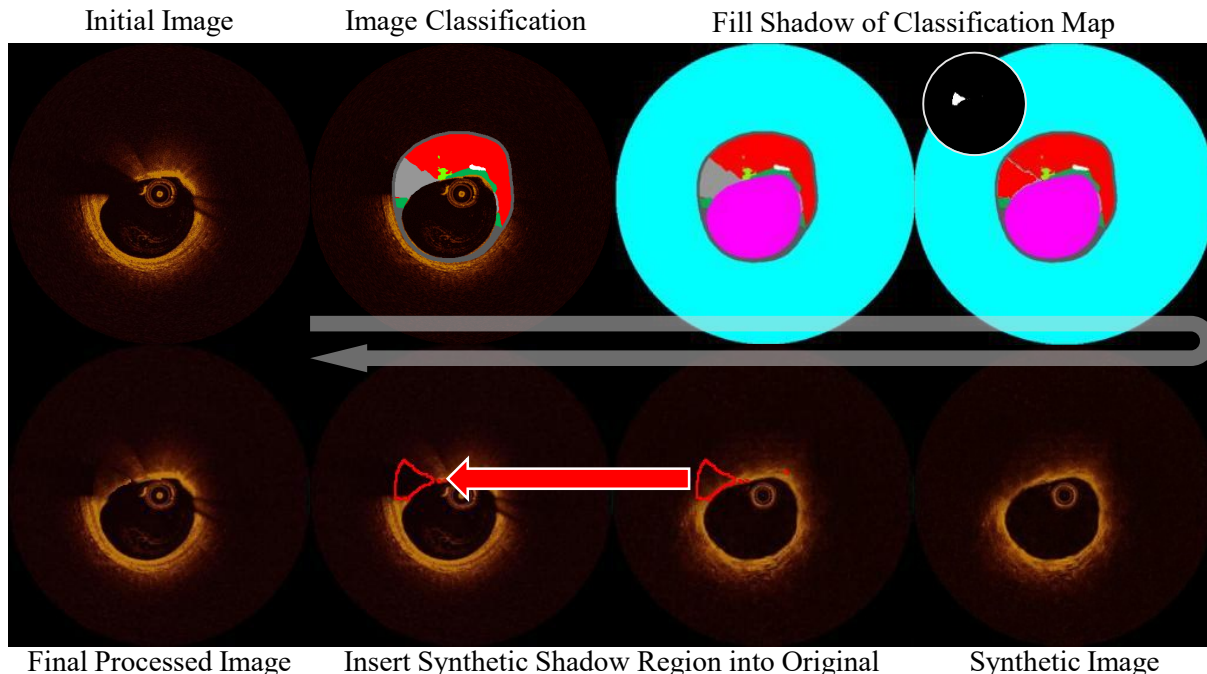 Initial Image
Image Classification
Fill Shadow of Classification Map
Final Processed Image
Insert Synthetic Shadow Region into Original
Synthetic Image